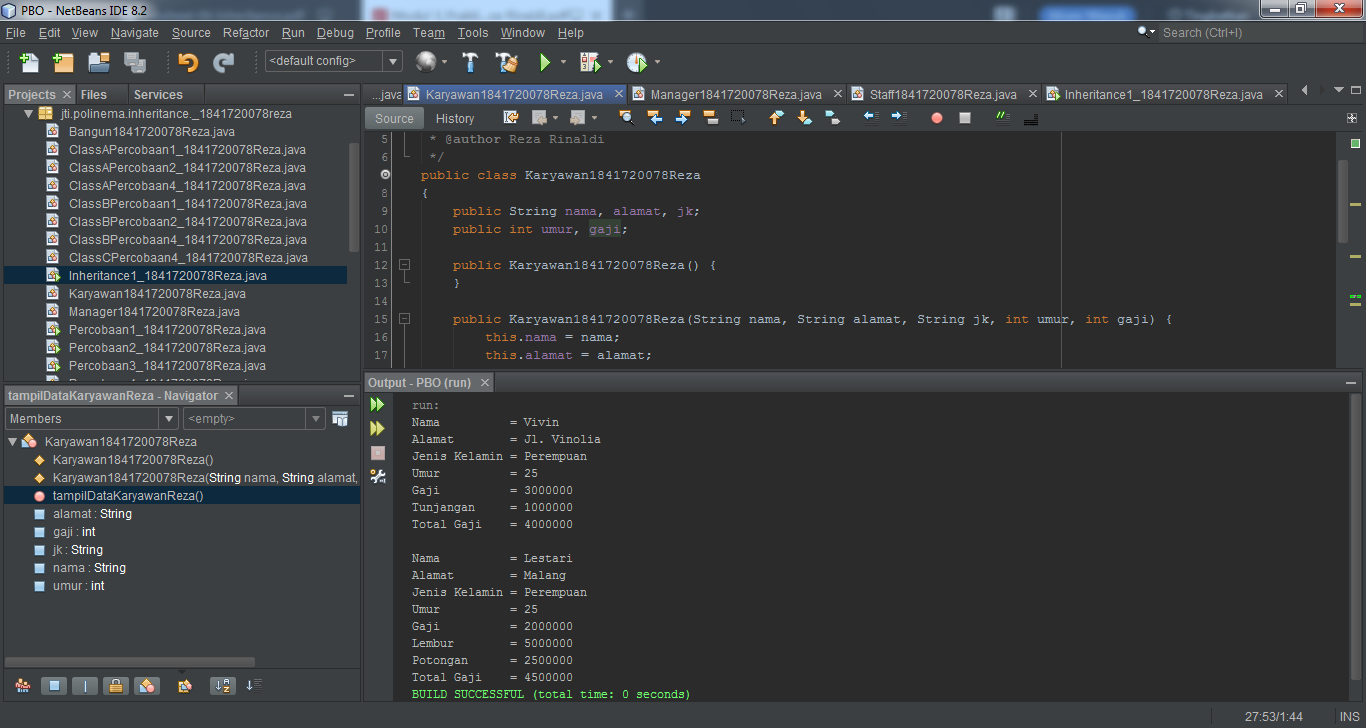 PBO - NetBeans IDE 8.2
File Edit View Navigate Source Refactor Run Debug Profile Team Tools Window Help
Search (Ctrl+I)
<default config>
Projects Files Services
...java Karyawan1841720078Reza.java Manager1841720078Reza.java Staff1841720078Reza.java Inheritance1_1841720078Reza.java
jti.polinema.inheritance._1841720078reza
Bangun1841720078Reza.java
ClassAPercobaan1_1841720078Reza.java
ClassAPercobaan2_1841720078Reza.java
ClassAPercobaan4_1841720078Reza.java
ClassBPercobaan1_1841720078Reza.java
ClassBPercobaan2_1841720078Reza.java
ClassBPercobaan4_1841720078Reza.java
ClassCPercobaan4_1841720078Reza.java
Inheritance1_1841720078Reza.java
Karyawan1841720078Reza.java
Manager1841720078Reza.java
Percobaan1_1841720078Reza.java
Percobaan2_1841720078Reza.java
Percobaan3_1841720078Reza.java
Source History
5 * @author Reza Rinaldi
6 */
public class Karyawan1841720078Reza
8 {
9 public String nama, alamat, jk;
10 public int umur, gaji;
11
12 public Karyawan1841720078Reza() {
13 }
14
15 public Karyawan1841720078Reza(String nama, String alamat, String jk, int umur, int gaji) {
16 this.nama = nama;
17 this.alamat = alamat;
tampilDataKaryawanReza - Navigator
Members <empty>
Karyawan1841720078Reza
Karyawan1841720078Reza()
Karyawan1841720078Reza(String nama, String alamat,
tampilDataKaryawanReza()
alamat : String
gaji : int
jk : String
nama : String
umur : int
Output - PBO (run)
run:
Nama = Vivin
Alamat = Jl. Vinolia
Jenis Kelamin = Perempuan
Umur = 25
Gaji = 3000000
Tunjangan = 1000000
Total Gaji = 4000000
Nama = Lestari
Alamat = Malang
Jenis Kelamin = Perempuan
Umur = 25
Gaji = 2000000
Lembur = 5000000
Potongan = 2500000
Total Gaji = 4500000
BUILD SUCCESSFUL (total time: 0 seconds)
27:53/1:44 INS